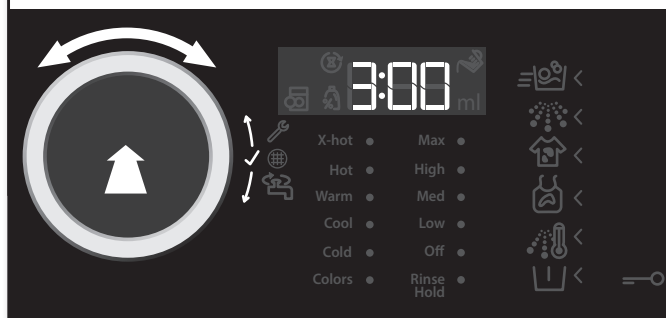 3:00
ml
X-hot Max
Hot High
Warm Med
Cool Low
Cold Off
Colors Rinse
Hold